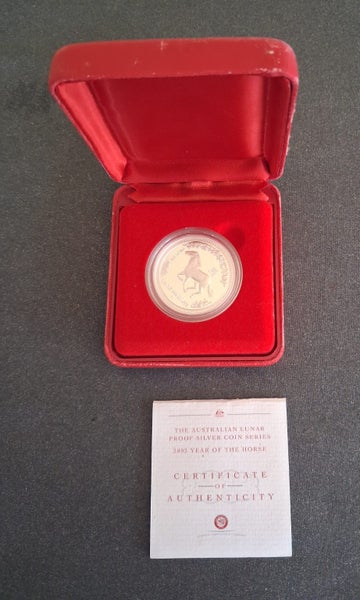 THE AUSTRALIAN LUNAR
PROOF SILVER COIN SERIES
2002 YEAR OF THE HORSE
CERTIFICATE
OF
AUTHENTICITY